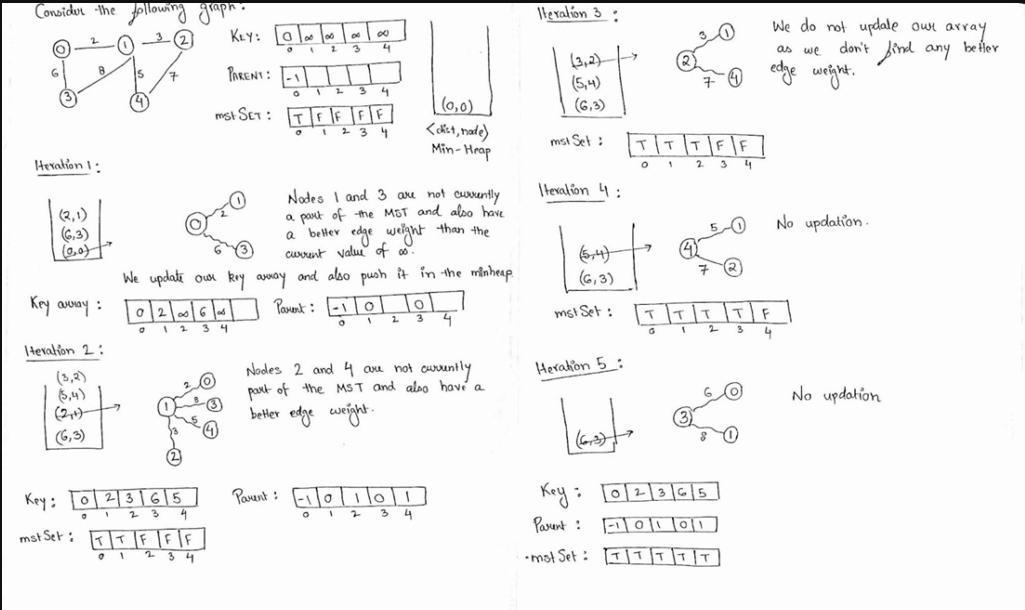 Consider the following graph:
0 2 1 3 2
6 8 5 7
3 4
KEY: 0 ∞ ∞ ∞ ∞
0 1 2 3 4
PARENT: -1
0 1 2 3 4
mstSET: T F F F F
0 1 2 3 4
(0,0)
<dist,node>
Min-Heap
Iteration 1:
(2,1)
(6,3)
(0,0)
0 2 1
6 3
Nodes 1 and 3 are not currently
a part of the MST and also have
a better edge weight than the
current value of ∞.
We update our key array and also push it in the minheap
Key array: 0 2 ∞ 6 ∞
0 1 2 3 4
Parent: -1 0 0
0 1 2 3 4
Iteration 2:
(3,2)
(5,4)
(2,1)
(6,3)
1 2 0
8 3
5 4
3 2
Nodes 2 and 4 are not currently
part of the MST and also have a
better edge weight.
Key: 0 2 3 6 5
0 1 2 3 4
Parent: -1 0 1 0 1
0 1 2 3 4
mstSet: T T F F F
0 1 2 3 4
Iteration 3:
(3,2)
(5,4)
(6,3)
2 3 1
7 4
We do not update our array
as we don't find any better
edge weight.
mstSet: T T T F F
0 1 2 3 4
Iteration 4:
(5,4)
(6,3)
4 5 1
7 2
No updation.
mstSet: T T T T F
0 1 2 3 4
Iteration 5:
(6,3)
3 6 0
8 1
No updation
Key: 0 2 3 6 5
Parent: -1 0 1 0 1
mstSet: T T T T T